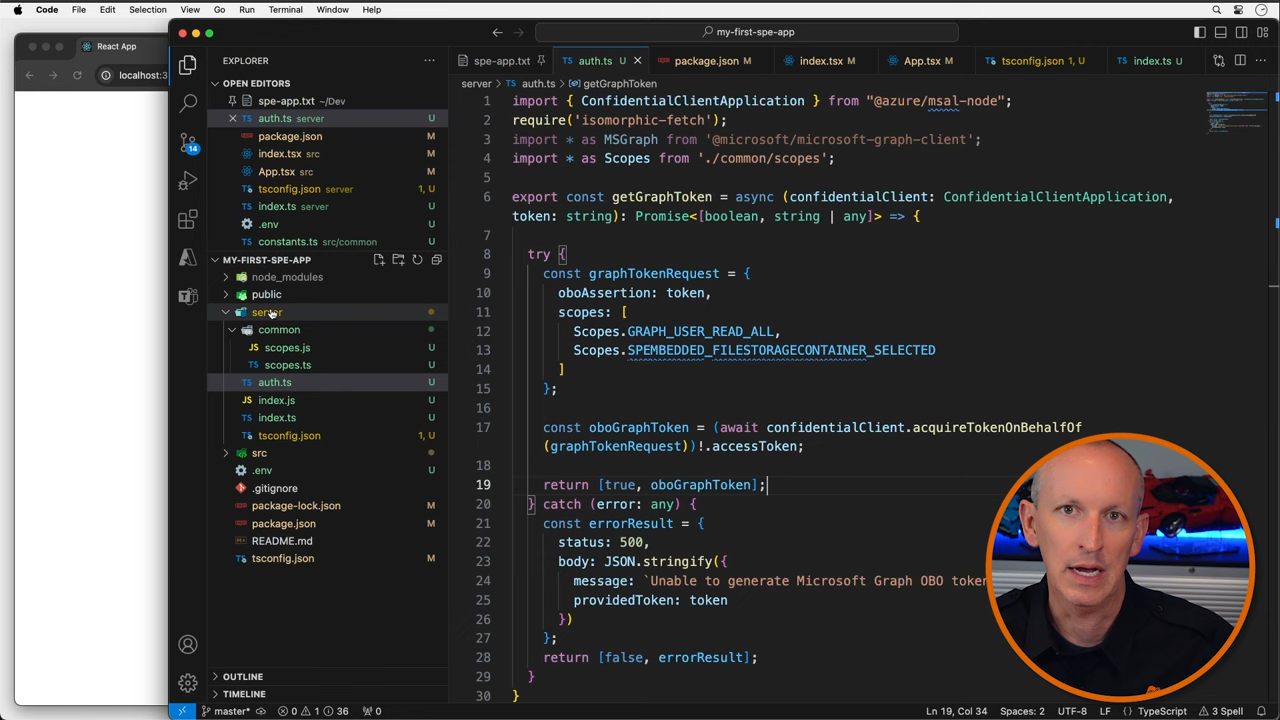 Code File Edit Selection View Go Run Terminal Window Help
React App
localhost:3
my-first-spe-app
EXPLORER
OPEN EDITORS
spe-app.txt ~/Dev
auth.ts server U
package.json M
index.tsx src M
App.tsx src M
tsconfig.json server 1, U
index.ts server U
.env U
constants.ts src/common U
MY-FIRST-SPE-APP
node_modules
public
server
common
scopes.js U
scopes.ts U
auth.ts U
index.js U
index.ts U
tsconfig.json 1, U
src
.env U
.gitignore
package-lock.json M
package.json M
README.md
tsconfig.json M
OUTLINE
TIMELINE
14
spe-app.txt auth.ts U package.json M index.tsx M App.tsx M tsconfig.json 1, U index.ts U
server > auth.ts > getGraphToken
1 import { ConfidentialClientApplication } from "@azure/msal-node";
2 require('isomorphic-fetch');
3 import * as MSGraph from '@microsoft/microsoft-graph-client';
4 import * as Scopes from './common/scopes';
5
6 export const getGraphToken = async (confidentialClient: ConfidentialClientApplication,
token: string): Promise<[boolean, string | any]> => {
7
8 try {
9 const graphTokenRequest = {
10 oboAssertion: token,
11 scopes: [
12 Scopes.GRAPH_USER_READ_ALL,
13 Scopes.SPEMBEDDED_FILESTORAGECONTAINER_SELECTED
14 ]
15 };
16
17 const oboGraphToken = (await confidentialClient.acquireTokenOnBehalfOf
(graphTokenRequest))!.accessToken;
18
19 return [true, oboGraphToken];
20 } catch (error: any) {
21 const errorResult = {
22 status: 500,
23 body: JSON.stringify({
24 message: `Unable to generate Microsoft Graph OBO token
25 providedToken: token
26 })
27 };
28 return [false, errorResult];
29 }
30 }
master* 0 1 36 0 Ln 19, Col 34 Spaces: 2 UTF-8 LF {} TypeScript 3 Spell